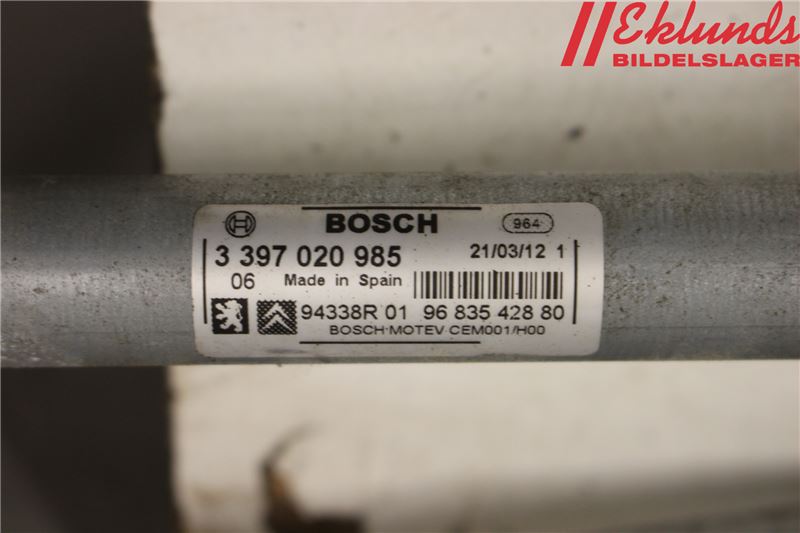 Eklunds
BILDELSLAGER
BOSCH
964
3 397 020 985
21/03/12 1
06 Made in Spain
94338R 01 96 835 428 80
BOSCH MOTEV CEM001/H00